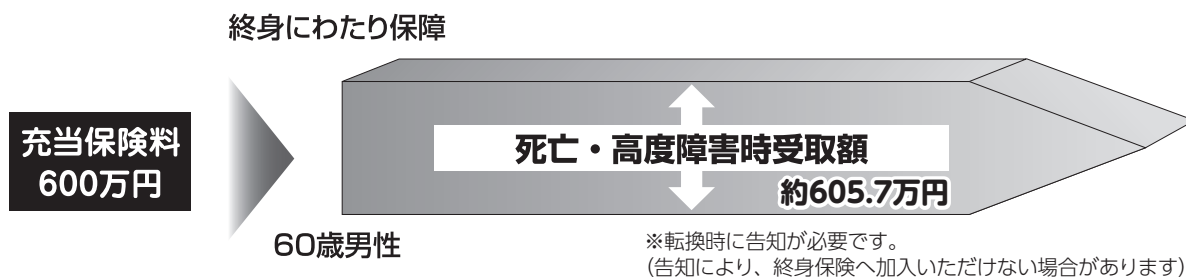 終身にわたり保障
充当保険料
600万円
死亡・高度障害時受取額
約605.7万円
60歳男性
※転換時に告知が必要です。
(告知により、終身保険へ加入いただけない場合があります)